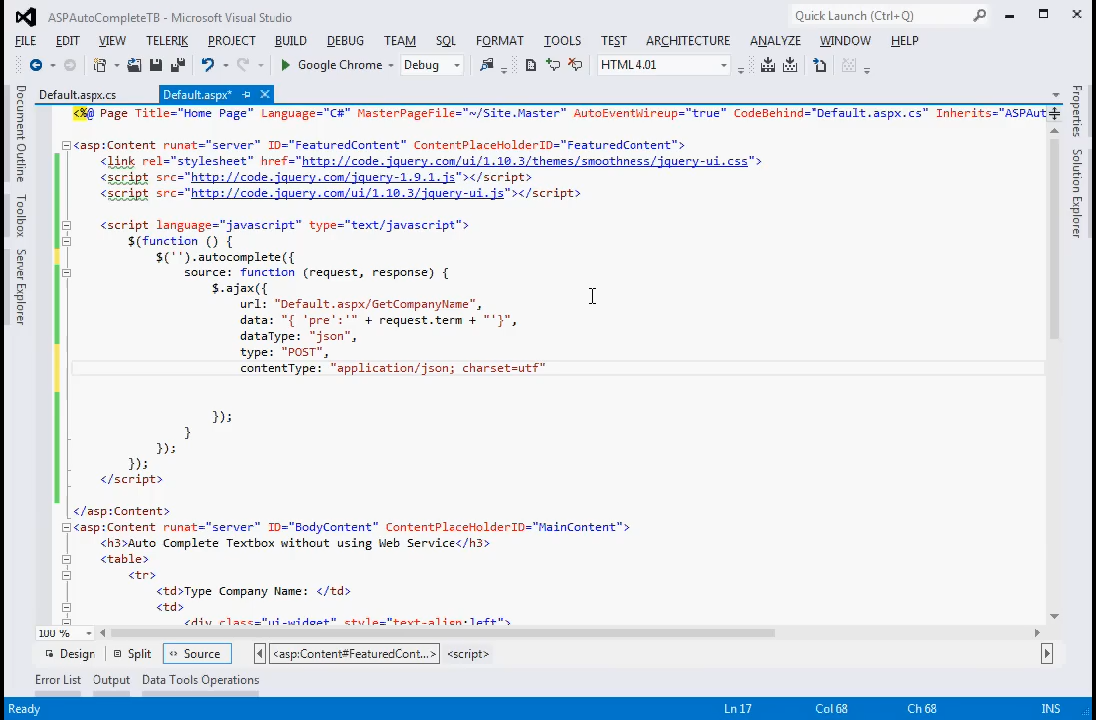 ASPAutoCompleteTB - Microsoft Visual Studio
Quick Launch (Ctrl+Q)
FILE EDIT VIEW TELERIK PROJECT BUILD DEBUG TEAM SQL FORMAT TOOLS TEST ARCHITECTURE ANALYZE WINDOW HELP
Google Chrome Debug HTML 4.01
Document Outline
Toolbox
Server Explorer
Default.aspx.cs Default.aspx*
<%@ Page Title="Home Page" Language="C#" MasterPageFile="~/Site.Master" AutoEventWireup="true" CodeBehind="Default.aspx.cs" Inherits="ASPAut
<asp:Content runat="server" ID="FeaturedContent" ContentPlaceHolderID="FeaturedContent">
<link rel="stylesheet" href="http://code.jquery.com/ui/1.10.3/themes/smoothness/jquery-ui.css">
<script src="http://code.jquery.com/jquery-1.9.1.js"></script>
<script src="http://code.jquery.com/ui/1.10.3/jquery-ui.js"></script>
<script language="javascript" type="text/javascript">
$(function () {
$('').autocomplete({
source: function (request, response) {
$.ajax({
url: "Default.aspx/GetCompanyName",
data: "{ 'pre':'" + request.term + "'}",
dataType: "json",
type: "POST",
contentType: "application/json; charset=utf"
});
}
});
});
</script>
</asp:Content>
<asp:Content runat="server" ID="BodyContent" ContentPlaceHolderID="MainContent">
<h3>Auto Complete Textbox without using Web Service</h3>
<table>
<tr>
<td>Type Company Name: </td>
<td>
<div class="ui-widget" style="text-align:left">
Properties
Solution Explorer
100 %
Design Split Source <asp:Content#FeaturedCont...> <script>
Error List Output Data Tools Operations
Ready Ln 17 Col 68 Ch 68 INS